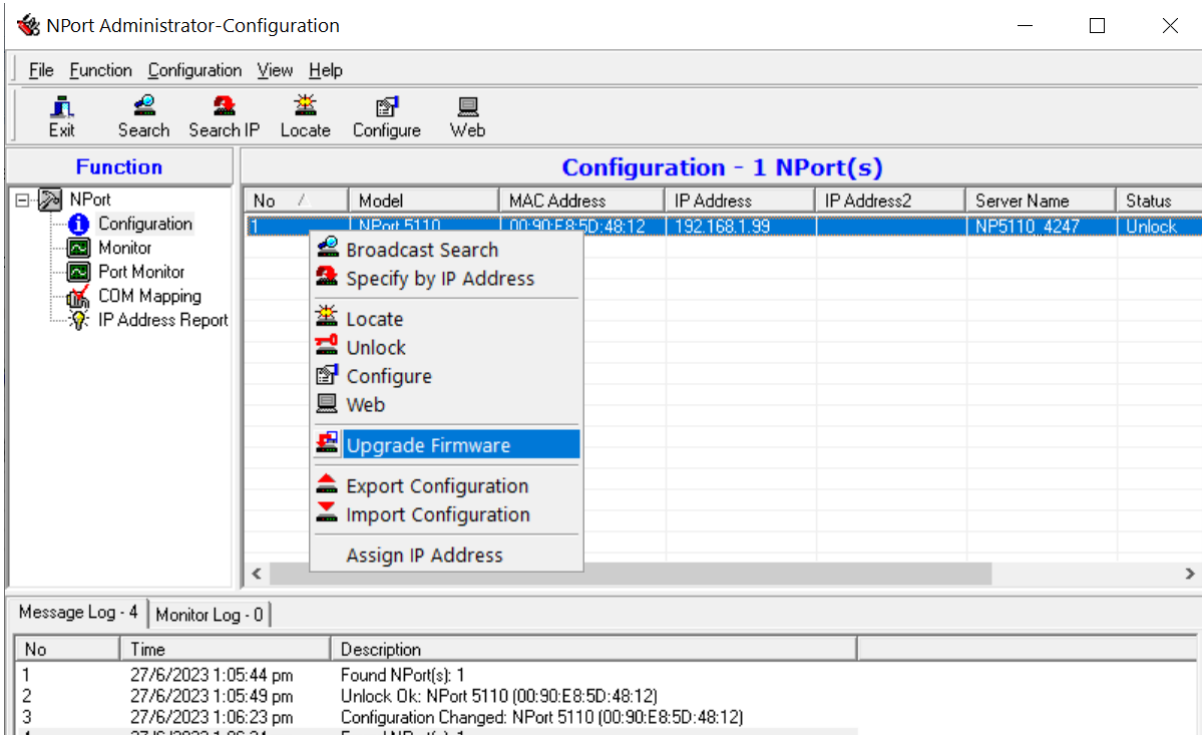 NPort Administrator-Configuration
File Function Configuration View Help
Exit Search Search IP Locate Configure Web
Function
Configuration - 1 NPort(s)
NPort
Configuration
Monitor
Port Monitor
COM Mapping
IP Address Report
No Model MAC Address IP Address IP Address2 Server Name Status
1 NPort 5110 00:90:E8:5D:48:12 192.168.1.99 NP5110_4247 Unlock
Broadcast Search
Specify by IP Address
Locate
Unlock
Configure
Web
Upgrade Firmware
Export Configuration
Import Configuration
Assign IP Address
Message Log - 4 Monitor Log - 0
No Time Description
1 27/6/2023 1:05:44 pm Found NPort(s): 1
2 27/6/2023 1:05:49 pm Unlock Ok: NPort 5110 (00:90:E8:5D:48:12)
3 27/6/2023 1:06:23 pm Configuration Changed: NPort 5110 (00:90:E8:5D:48:12)